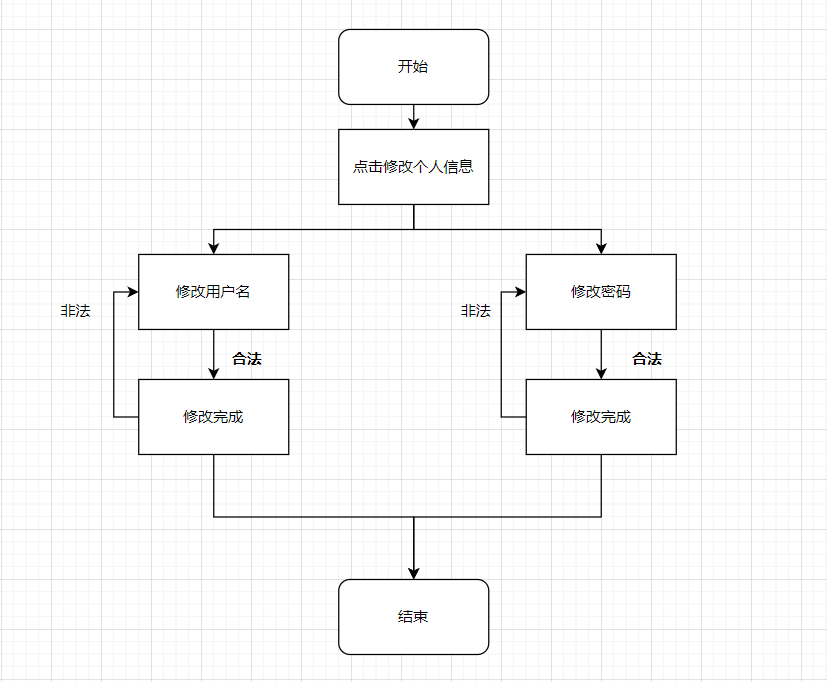 开始
点击修改个人信息
修改用户名
修改密码
非法
非法
合法
合法
修改完成
修改完成
结束